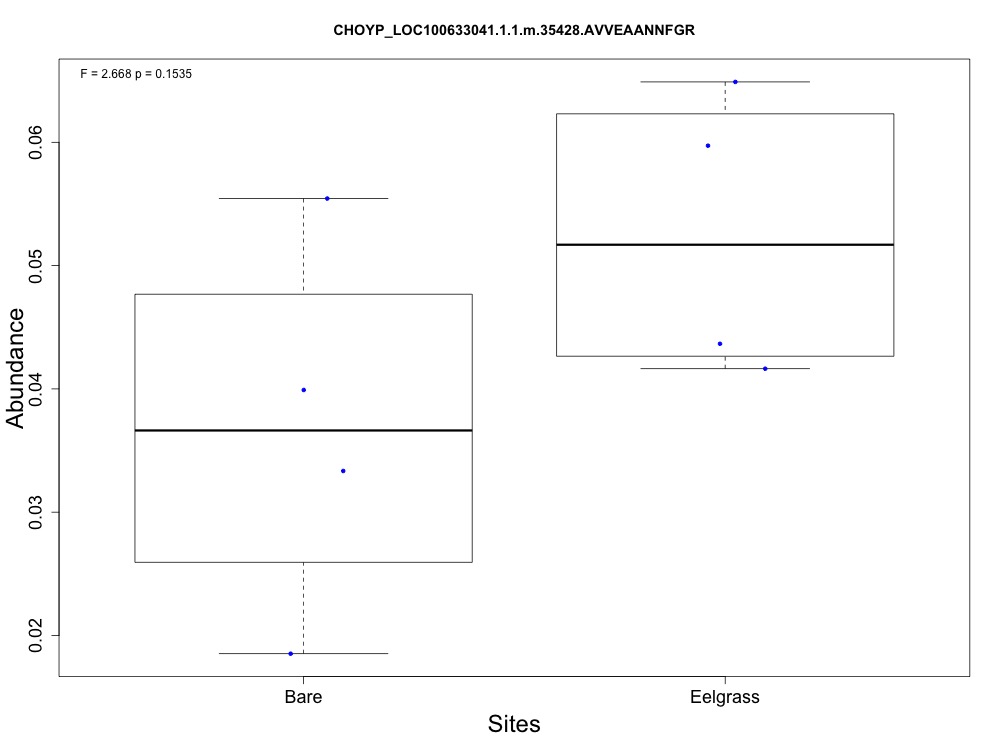 CHOYP_LOC100633041.1.1.m.35428.AVVEAANNFGR
F = 2.668 p = 0.1535
0.06
0.05
0.04
0.03
0.02
Abundance
Bare
Eelgrass
Sites